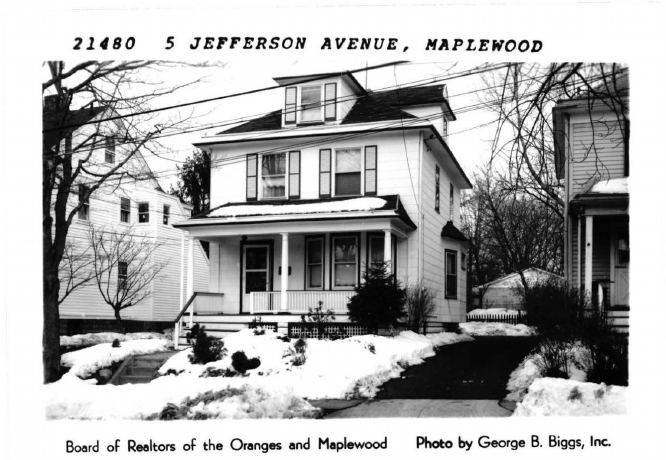 21480 5 JEFFERSON AVENUE, MAPLEWOOD
Board of Realtors of the Oranges and Maplewood Photo by George B. Biggs, Inc.